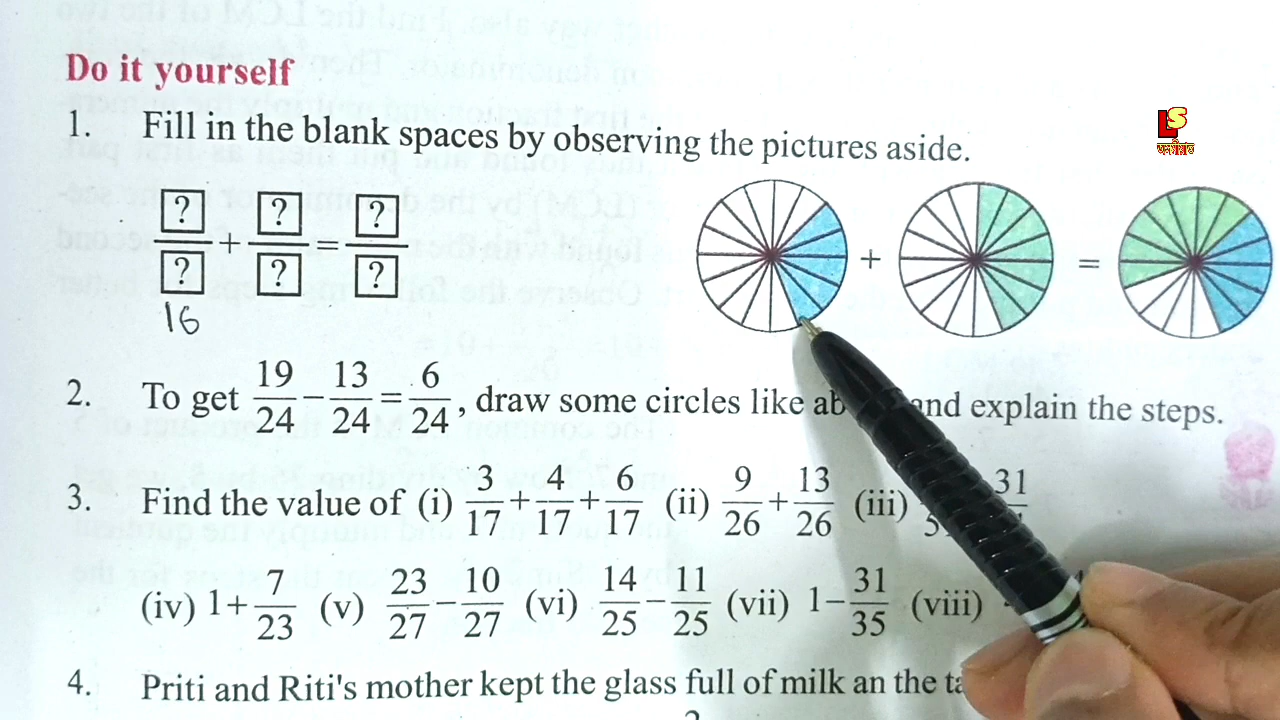 LS
Do it yourself
1. Fill in the blank spaces by observing the pictures aside.
?/? + ?/? = ?/?
16
+ =
2. To get 19/24 − 13/24 = 6/24, draw some circles like and explain the steps.
3. Find the value of (i) 3/17 + 4/17 + 6/17 (ii) 9/26 + 13/26 (iii) 31
(iv) 1+ 7/23 (v) 23/27 − 10/27 (vi) 14/25 − 11/25 (vii) 1− 31/35 (viii)
4. Priti and Riti's mother kept the glass full of milk an the